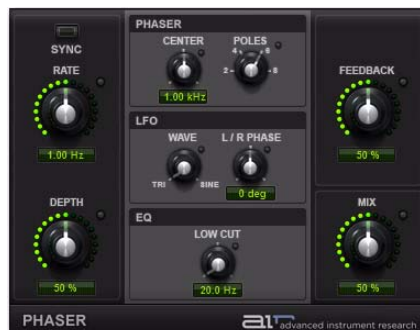 SYNC
RATE
1.00 Hz
DEPTH
50 %
PHASER
CENTER
1.00 kHz
POLES
2 4 6 8
LFO
WAVE
TRI SINE
L / R PHASE
0 deg
EQ
LOW CUT
20.0 Hz
FEEDBACK
50 %
MIX
50 %
PHASER
air advanced instrument research